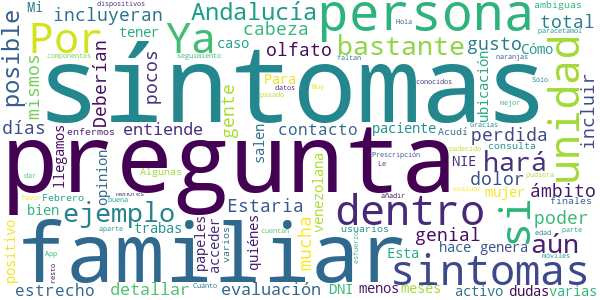 dispositivos Mi incluyeran Andalucía persona ambiguas
Hola paracetamol
posible Por Ya cabeza total
tener caso olfato bastante gusto Cómo
mismos Deberían síntomas ubicación unidad
componentes seguimiento Para faltan naranjas
pocos gente conocidos Sólo
datos pasado Muy mejor incluir
días enfermos entiende contacto paciente Gracias Acudí consulta
salen perdida
llegamos pregunta padecido
opinion Prescripción NIE hará
dar Algunas Le dolor mujer ámbito
favor menores Estaria venezolana añadir
bien Febrero ejemplo buena dentro si poder
pudiera finales
positivo trabas papeles quiénes mucha usuarios genial aún
App acceder varios cuentan edad parte
aparte familiar esfuerzo Esta hace genera móviles
resto estrecho evaluación DNI menos meses sintomas
detallar Cuánto activo dudas varias